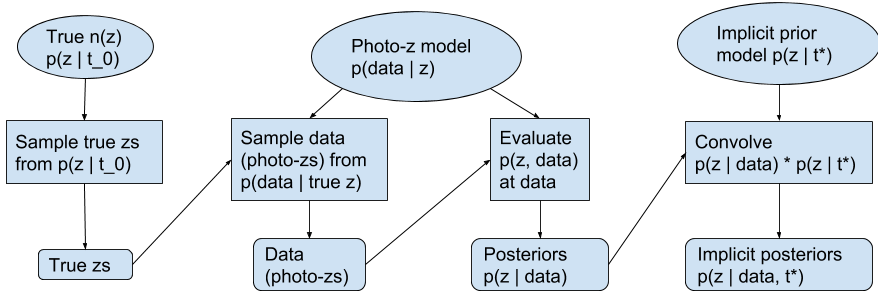 True n(z)
p(z | t_0)
Sample true zs
from p(z | t_0)
True zs
Photo-z model
p(data | z)
Sample data
(photo-zs) from
p(data | true z)
Data
(photo-zs)
Evaluate
p(z, data)
at data
Posteriors
p(z | data)
Implicit prior
model p(z | t*)
Convolve
p(z | data) * p(z | t*)
Implicit posteriors
p(z | data, t*)